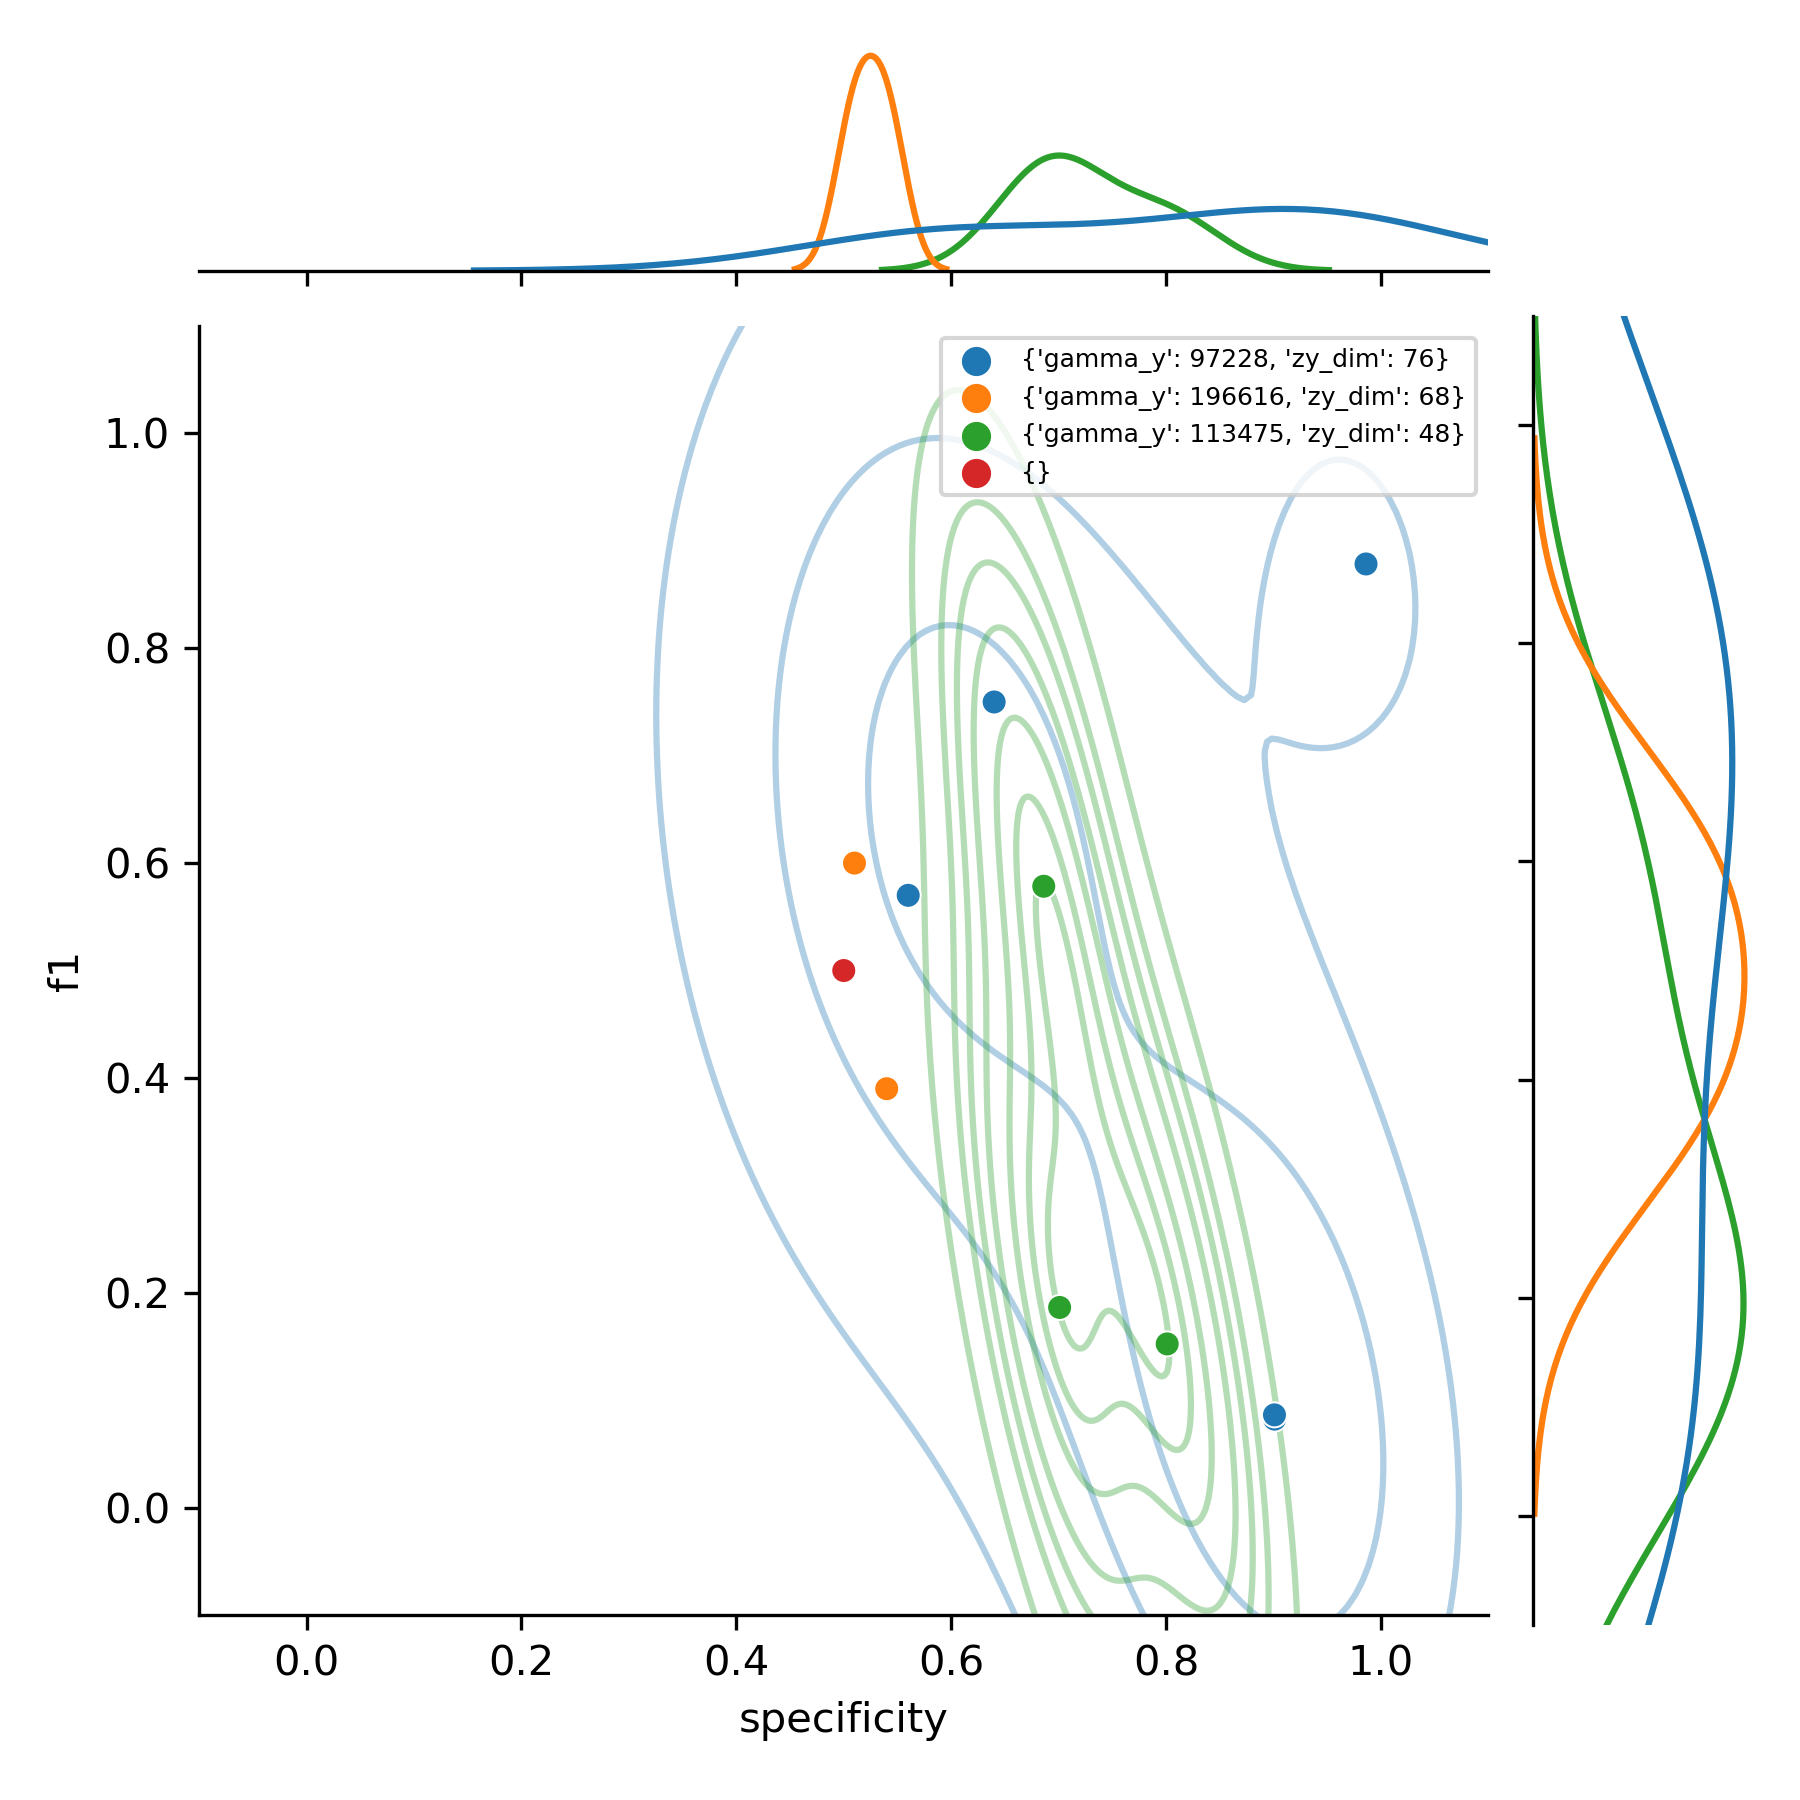 {'gamma_y': 97228, 'zy_dim': 76}
{'gamma_y': 196616, 'zy_dim': 68}
{'gamma_y': 113475, 'zy_dim': 48}
{}
1.0
0.8
0.6
0.4
0.2
0.0
f1
0.0 0.2 0.4 0.6 0.8 1.0
specificity